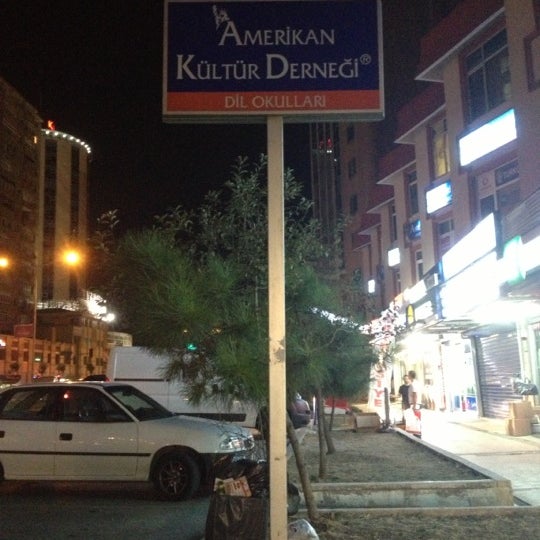 AMERİKAN
KÜLTÜR DERNEĞİ®
DİL OKULLARI